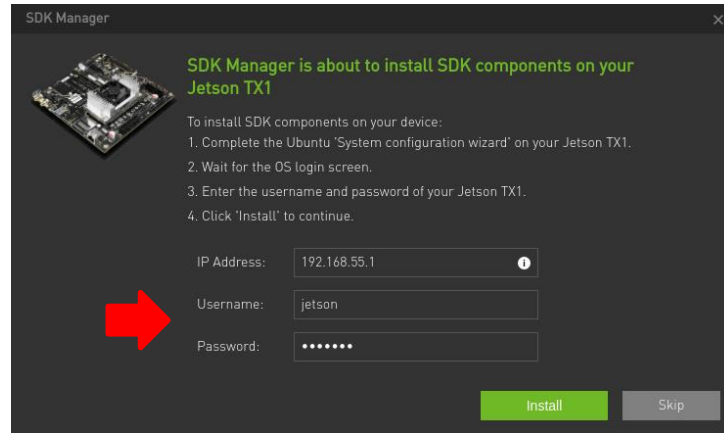 SDK Manager
SDK Manager is about to install SDK components on your
Jetson TX1
To install SDK components on your device:
1. Complete the Ubuntu 'System configuration wizard' on your Jetson TX1.
2. Wait for the OS login screen.
3. Enter the username and password of your Jetson TX1.
4. Click 'Install' to continue.
IP Address: 192.168.55.1
Username: jetson
Password: •••••••
Install Skip